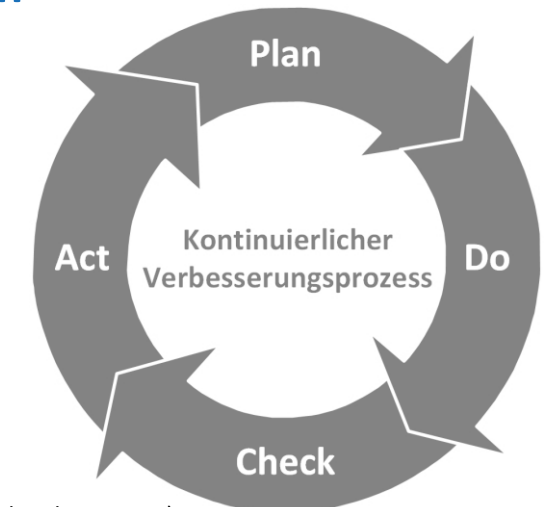 Plan
Do
Check
Act
Kontinuierlicher
Verbesserungsprozess